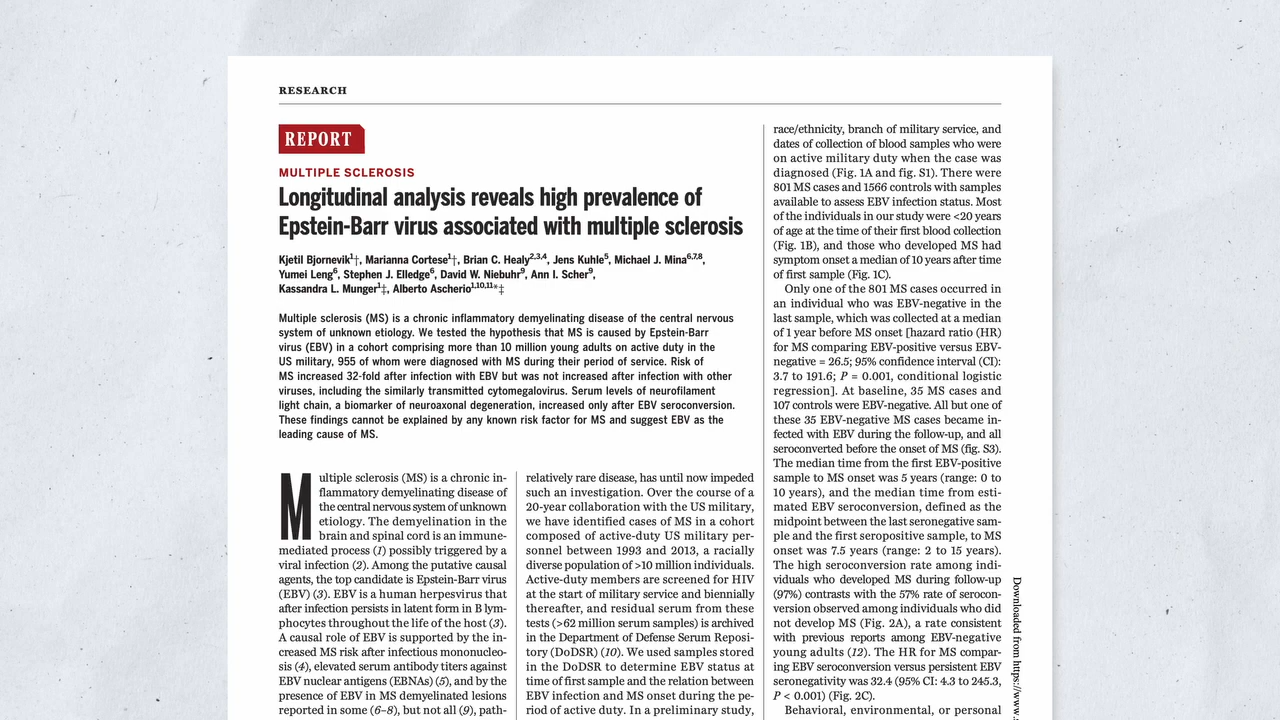 RESEARCH
REPORT
MULTIPLE SCLEROSIS
Longitudinal analysis reveals high prevalence of
Epstein-Barr virus associated with multiple sclerosis
Kjetil Bjornevik1†, Marianna Cortese1†, Brian C. Healy2,3,4, Jens Kuhle5, Michael J. Mina6,7,8,
Yumei Leng6, Stephen J. Elledge6, David W. Niebuhr9, Ann I. Scher9,
Kassandra L. Munger1‡, Alberto Ascherio1,10,11*‡
Multiple sclerosis (MS) is a chronic inflammatory demyelinating disease of the central nervous
system of unknown etiology. We tested the hypothesis that MS is caused by Epstein-Barr
virus (EBV) in a cohort comprising more than 10 million young adults on active duty in the
US military, 955 of whom were diagnosed with MS during their period of service. Risk of
MS increased 32-fold after infection with EBV but was not increased after infection with other
viruses, including the similarly transmitted cytomegalovirus. Serum levels of neurofilament
light chain, a biomarker of neuroaxonal degeneration, increased only after EBV seroconversion.
These findings cannot be explained by any known risk factor for MS and suggest EBV as the
leading cause of MS.
Multiple sclerosis (MS) is a chronic in-
flammatory demyelinating disease of
the central nervous system of unknown
etiology. The demyelination in the
brain and spinal cord is an immune-
mediated process (1) possibly triggered by a
viral infection (2). Among the putative causal
agents, the top candidate is Epstein-Barr virus
(EBV) (3). EBV is a human herpesvirus that
after infection persists in latent form in B lym-
phocytes throughout the life of the host (3).
A causal role of EBV is supported by the in-
creased MS risk after infectious mononucleo-
sis (4), elevated serum antibody titers against
EBV nuclear antigens (EBNAs) (5), and by the
presence of EBV in MS demyelinated lesions
reported in some (6–8), but not all (9), path-
relatively rare disease, has until now impeded
such an investigation. Over the course of a
20-year collaboration with the US military,
we have identified cases of MS in a cohort
composed of active-duty US military per-
sonnel between 1993 and 2013, a racially
diverse population of >10 million individuals.
Active-duty members are screened for HIV
at the start of military service and biennially
thereafter, and residual serum from these
tests (>62 million serum samples) is archived
in the Department of Defense Serum Reposi-
tory (DoDSR) (10). We used samples stored
in the DoDSR to determine EBV status at
time of first sample and the relation between
EBV infection and MS onset during the pe-
riod of active duty. In a preliminary study,
race/ethnicity, branch of military service, and
dates of collection of blood samples who were
on active military duty when the case was
diagnosed (Fig. 1A and fig. S1). There were
801 MS cases and 1566 controls with samples
available to assess EBV infection status. Most
of the individuals in our study were <20 years
of age at the time of their first blood collection
(Fig. 1B), and those who developed MS had
symptom onset a median of 10 years after time
of first sample (Fig. 1C).
Only one of the 801 MS cases occurred in
an individual who was EBV-negative in the
last sample, which was collected at a median
of 1 year before MS onset [hazard ratio (HR)
for MS comparing EBV-positive versus EBV-
negative = 26.5; 95% confidence interval (CI):
3.7 to 191.6; P = 0.001, conditional logistic
regression]. At baseline, 35 MS cases and
107 controls were EBV-negative. All but one of
these 35 EBV-negative MS cases became in-
fected with EBV during the follow-up, and all
seroconverted before the onset of MS (fig. S3).
The median time from the first EBV-positive
sample to MS onset was 5 years (range: 0 to
10 years), and the median time from esti-
mated EBV seroconversion, defined as the
midpoint between the last seronegative sam-
ple and the first seropositive sample, to MS
onset was 7.5 years (range: 2 to 15 years).
The high seroconversion rate among indi-
viduals who developed MS during follow-up
(97%) contrasts with the 57% rate of serocon-
version observed among individuals who did
not develop MS (Fig. 2A), a rate consistent
with previous reports among EBV-negative
young adults (12). The HR for MS compar-
ing EBV seroconversion versus persistent EBV
seronegativity was 32.4 (95% CI: 4.3 to 245.3,
P < 0.001) (Fig. 2C).
Behavioral, environmental, or personal
Downloaded from https://www.